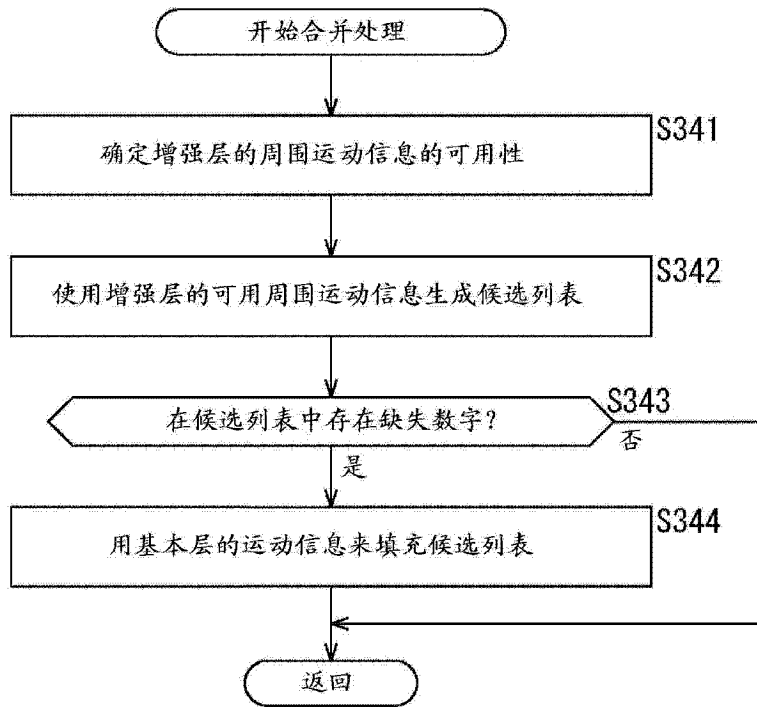 开始合并处理
S341
确定增强层的周围运动信息的可用性
S342
使用增强层的可用周围运动信息生成候选列表
S343
在候选列表中存在缺失数字？
否
是
S344
用基本层的运动信息来填充候选列表
返回